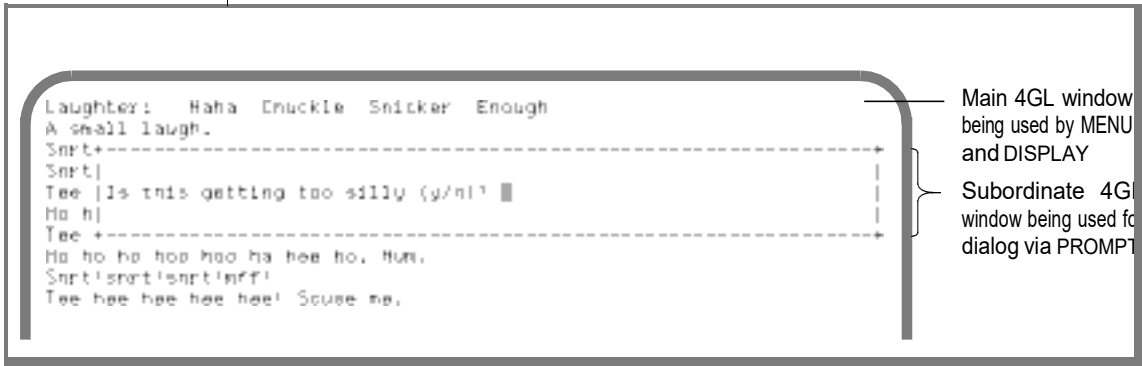 Laughter:  Haha  Chuckle  Snicker  Enough
A small laugh.
Snrt+----------------------------------------------------------------+
Snrt|                                                                |
Tee |Is this getting too silly (y/n)?                                |
Ho h|                                                                |
Tee +----------------------------------------------------------------+
Ho ho ho hoo hoo ha hee ho. Hum.
Snrt!snrt!snrt!mff!
Tee hee hee hee hee! Scuse me.
Main 4GL window
being used by MENU
and DISPLAY
Subordinate 4G
window being used fo
dialog via PROMPT